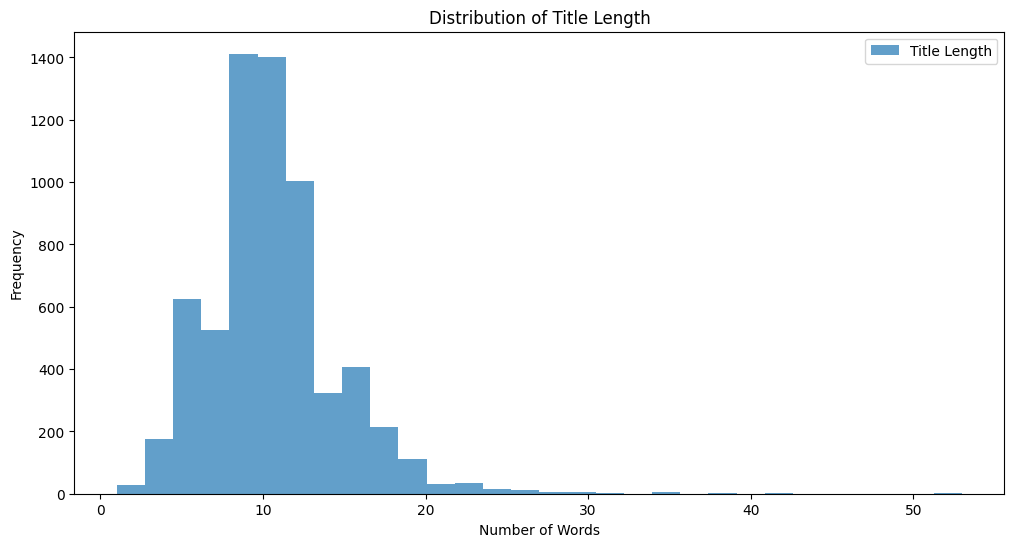 Distribution of Title Length
Title Length
1400
1200
1000
800
600
400
200
0
Frequency
0 10 20 30 40 50
Number of Words